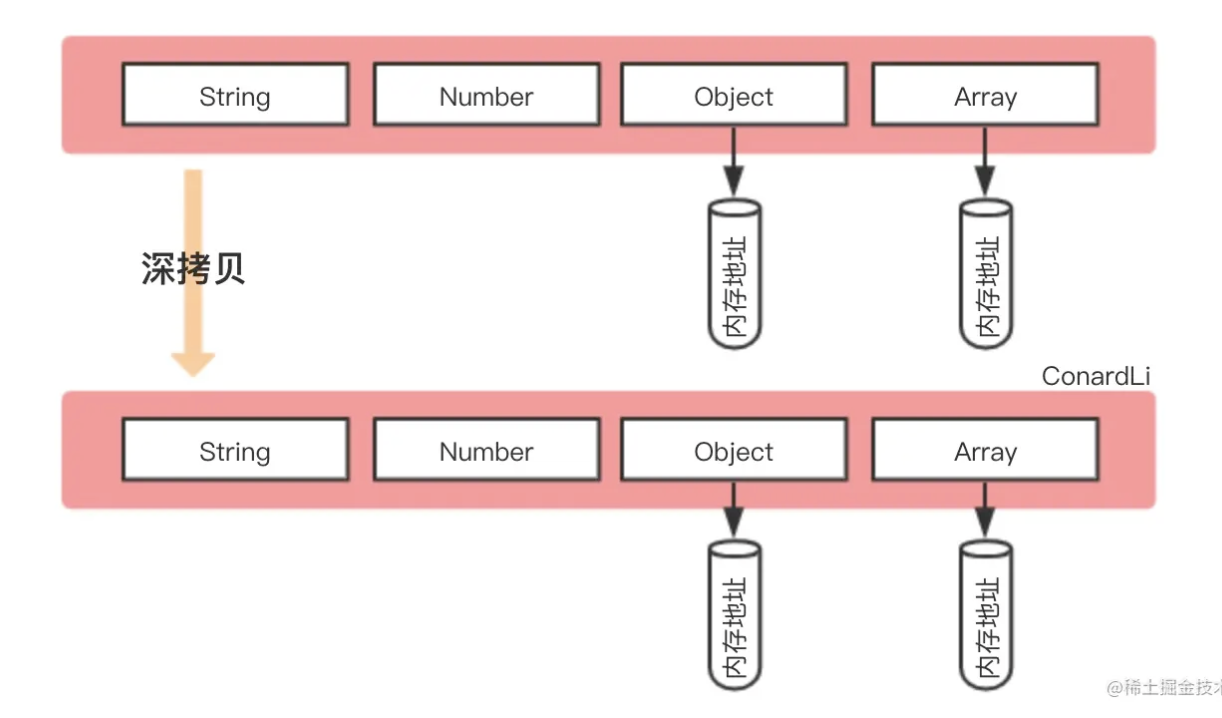 String Number Object Array
深拷贝
内存地址 内存地址
ConardLi
String Number Object Array
内存地址 内存地址
@稀土掘金技术